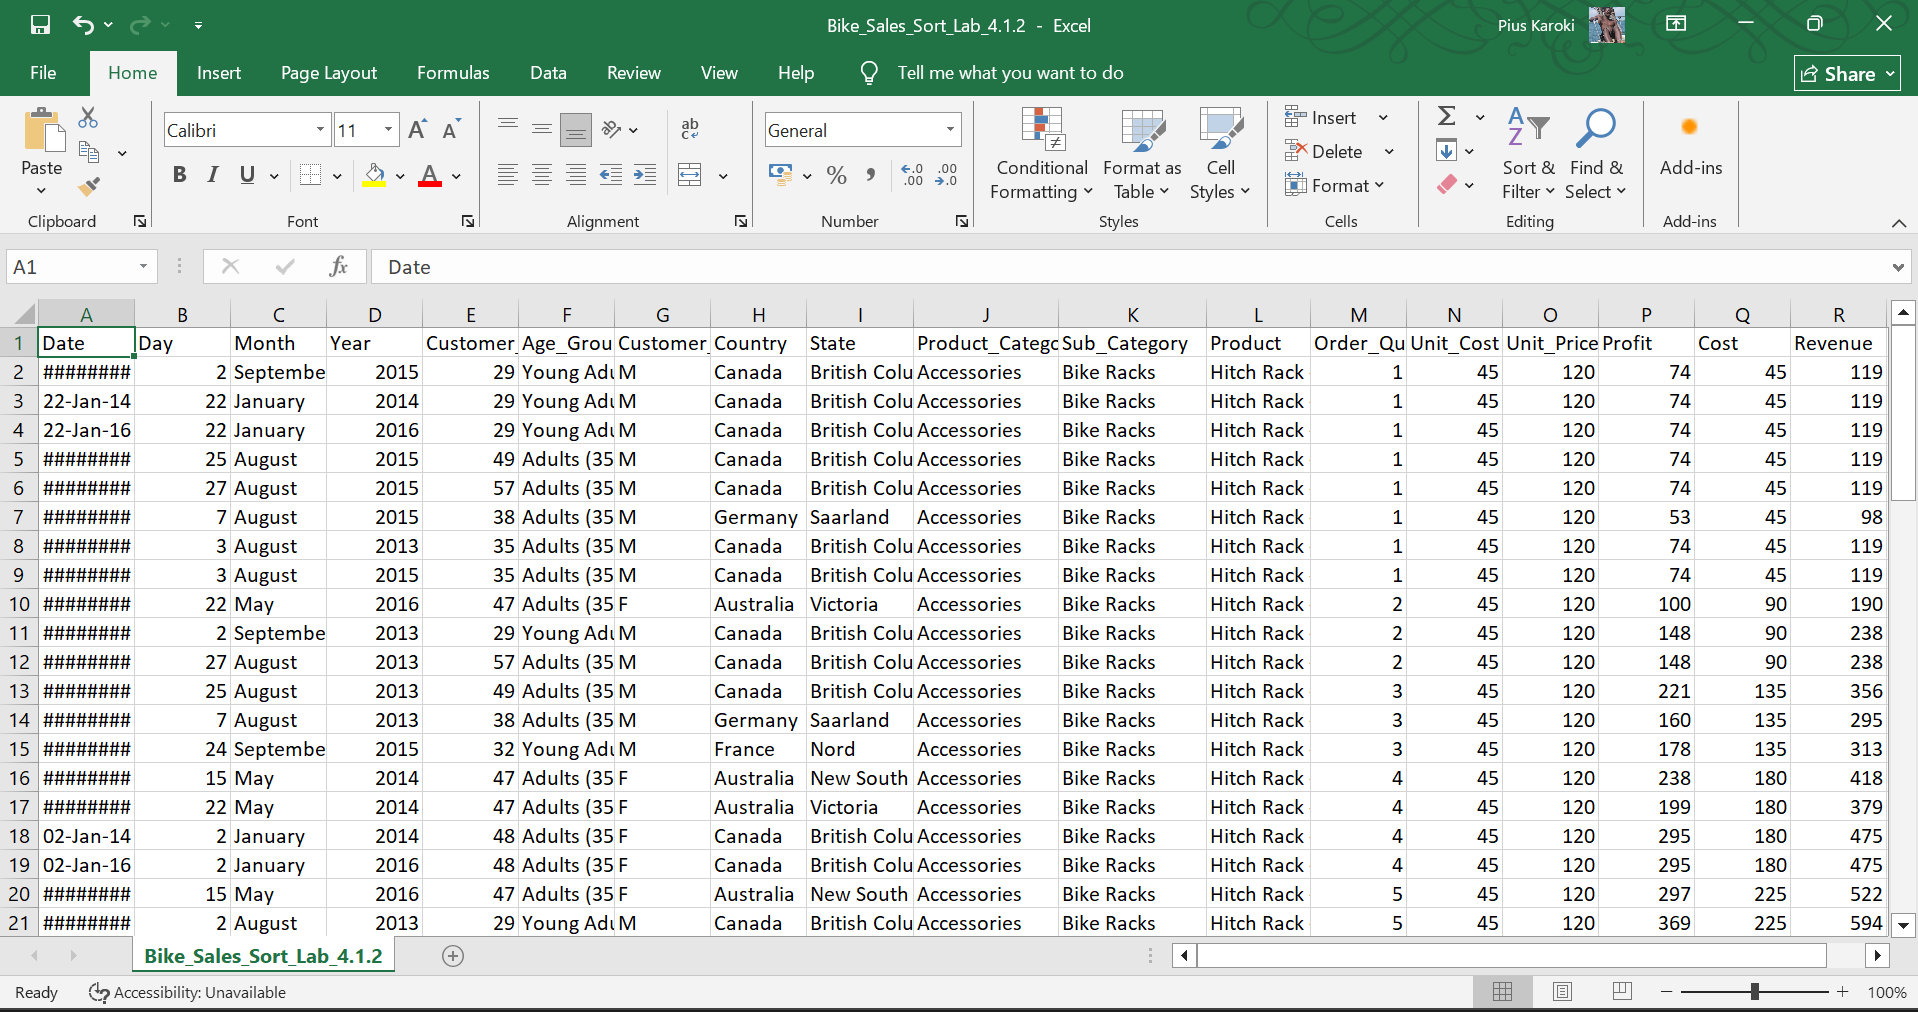 Bike_Sales_Sort_Lab_4.1.2 - Excel
Pius Karoki
File Home Insert Page Layout Formulas Data Review View Help Tell me what you want to do
Share
Paste
Calibri 11
B I U
A A
ab
General
% , .00 .00
Conditional Formatting
Format as Table
Cell Styles
Insert
Delete
Format
Sort & Filter
Find & Select
Add-ins
Clipboard Font Alignment Number Styles Cells Editing Add-ins
A1 fx Date
A B C D E F G H I J K L M N O P Q R
1 Date Day Month Year Customer_ Age_Grou Customer_ Country State Product_Catego Sub_Category Product Order_Qu Unit_Cost Unit_Price Profit Cost Revenue
2 ######## 2 Septembe 2015 29 Young Adu M Canada British Colu Accessories Bike Racks Hitch Rack 1 45 120 74 45 119
3 22-Jan-14 22 January 2014 29 Young Adu M Canada British Colu Accessories Bike Racks Hitch Rack 1 45 120 74 45 119
4 22-Jan-16 22 January 2016 29 Young Adu M Canada British Colu Accessories Bike Racks Hitch Rack 1 45 120 74 45 119
5 ######## 25 August 2015 49 Adults (35 M Canada British Colu Accessories Bike Racks Hitch Rack 1 45 120 74 45 119
6 ######## 27 August 2015 57 Adults (35 M Canada British Colu Accessories Bike Racks Hitch Rack 1 45 120 74 45 119
7 ######## 7 August 2015 38 Adults (35 M Germany Saarland Accessories Bike Racks Hitch Rack 1 45 120 53 45 98
8 ######## 3 August 2013 35 Adults (35 M Canada British Colu Accessories Bike Racks Hitch Rack 1 45 120 74 45 119
9 ######## 3 August 2015 35 Adults (35 M Canada British Colu Accessories Bike Racks Hitch Rack 1 45 120 74 45 119
10 ######## 22 May 2016 47 Adults (35 F Australia Victoria Accessories Bike Racks Hitch Rack 2 45 120 100 90 190
11 ######## 2 Septembe 2013 29 Young Adu M Canada British Colu Accessories Bike Racks Hitch Rack 2 45 120 148 90 238
12 ######## 27 August 2013 57 Adults (35 M Canada British Colu Accessories Bike Racks Hitch Rack 2 45 120 148 90 238
13 ######## 25 August 2013 49 Adults (35 M Canada British Colu Accessories Bike Racks Hitch Rack 3 45 120 221 135 356
14 ######## 7 August 2013 38 Adults (35 M Germany Saarland Accessories Bike Racks Hitch Rack 3 45 120 160 135 295
15 ######## 24 Septembe 2015 32 Young Adu M France Nord Accessories Bike Racks Hitch Rack 3 45 120 178 135 313
16 ######## 15 May 2014 47 Adults (35 F Australia New South Accessories Bike Racks Hitch Rack 4 45 120 238 180 418
17 ######## 22 May 2014 47 Adults (35 F Australia Victoria Accessories Bike Racks Hitch Rack 4 45 120 199 180 379
18 02-Jan-14 2 January 2014 48 Adults (35 F Canada British Colu Accessories Bike Racks Hitch Rack 4 45 120 295 180 475
19 02-Jan-16 2 January 2016 48 Adults (35 F Canada British Colu Accessories Bike Racks Hitch Rack 4 45 120 295 180 475
20 ######## 15 May 2016 47 Adults (35 F Australia New South Accessories Bike Racks Hitch Rack 5 45 120 297 225 522
21 ######## 2 August 2013 29 Young Adu M Canada British Colu Accessories Bike Racks Hitch Rack 5 45 120 369 225 594
Bike_Sales_Sort_Lab_4.1.2
Ready Accessibility: Unavailable 100%